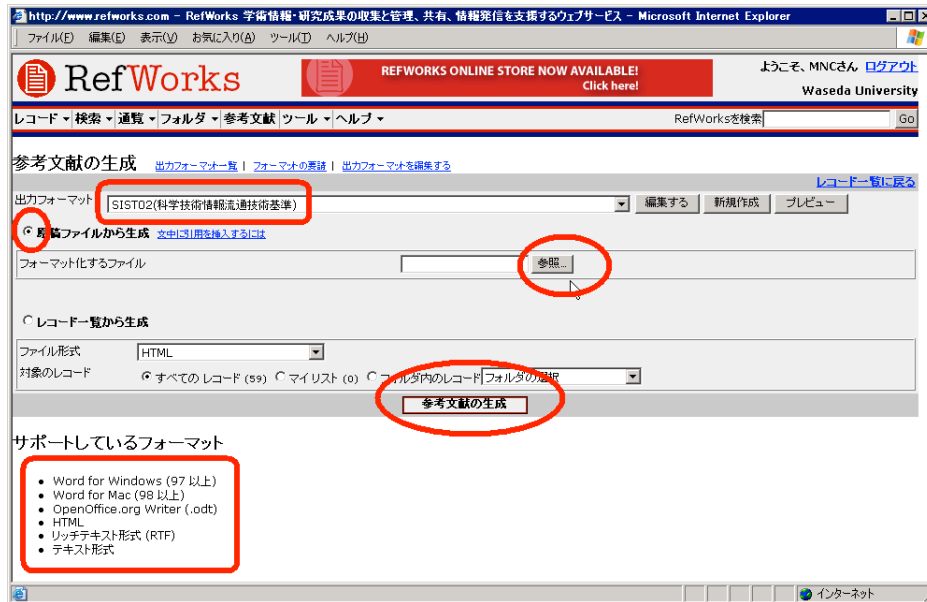 http://www.refworks.com - RefWorks 学術情報・研究成果の収集と管理、共有、情報発信を支援するウェブサービス - Microsoft Internet Explorer
ファイル(F) 編集(E) 表示(V) お気に入り(A) ツール(T) ヘルプ(H)
RefWorks
REFWORKS ONLINE STORE NOW AVAILABLE!
Click here!
ようこそ、MNCさん ログアウト
Waseda University
レコード 検索 通覧 フォルダ 参考文献 ツール ヘルプ RefWorksを検索 Go
参考文献の生成 出力フォーマット一覧 | フォーマットの要請 | 出力フォーマットを編集する
レコード一覧に戻る
出力フォーマット SIST02(科学技術情報流通技術基準) 編集する 新規作成 プレビュー
原稿ファイルから生成 文中に引用を挿入するには
フォーマット化するファイル 参照...
レコード一覧から生成
ファイル形式 HTML
対象のレコード すべてのレコード (59) マイリスト (0) フォルダ内のレコード フォルダの選択
参考文献の生成
サポートしているフォーマット
• Word for Windows (97 以上)
• Word for Mac (98 以上)
• OpenOffice.org Writer (.odt)
• HTML
• リッチテキスト形式 (RTF)
• テキスト形式
インターネット